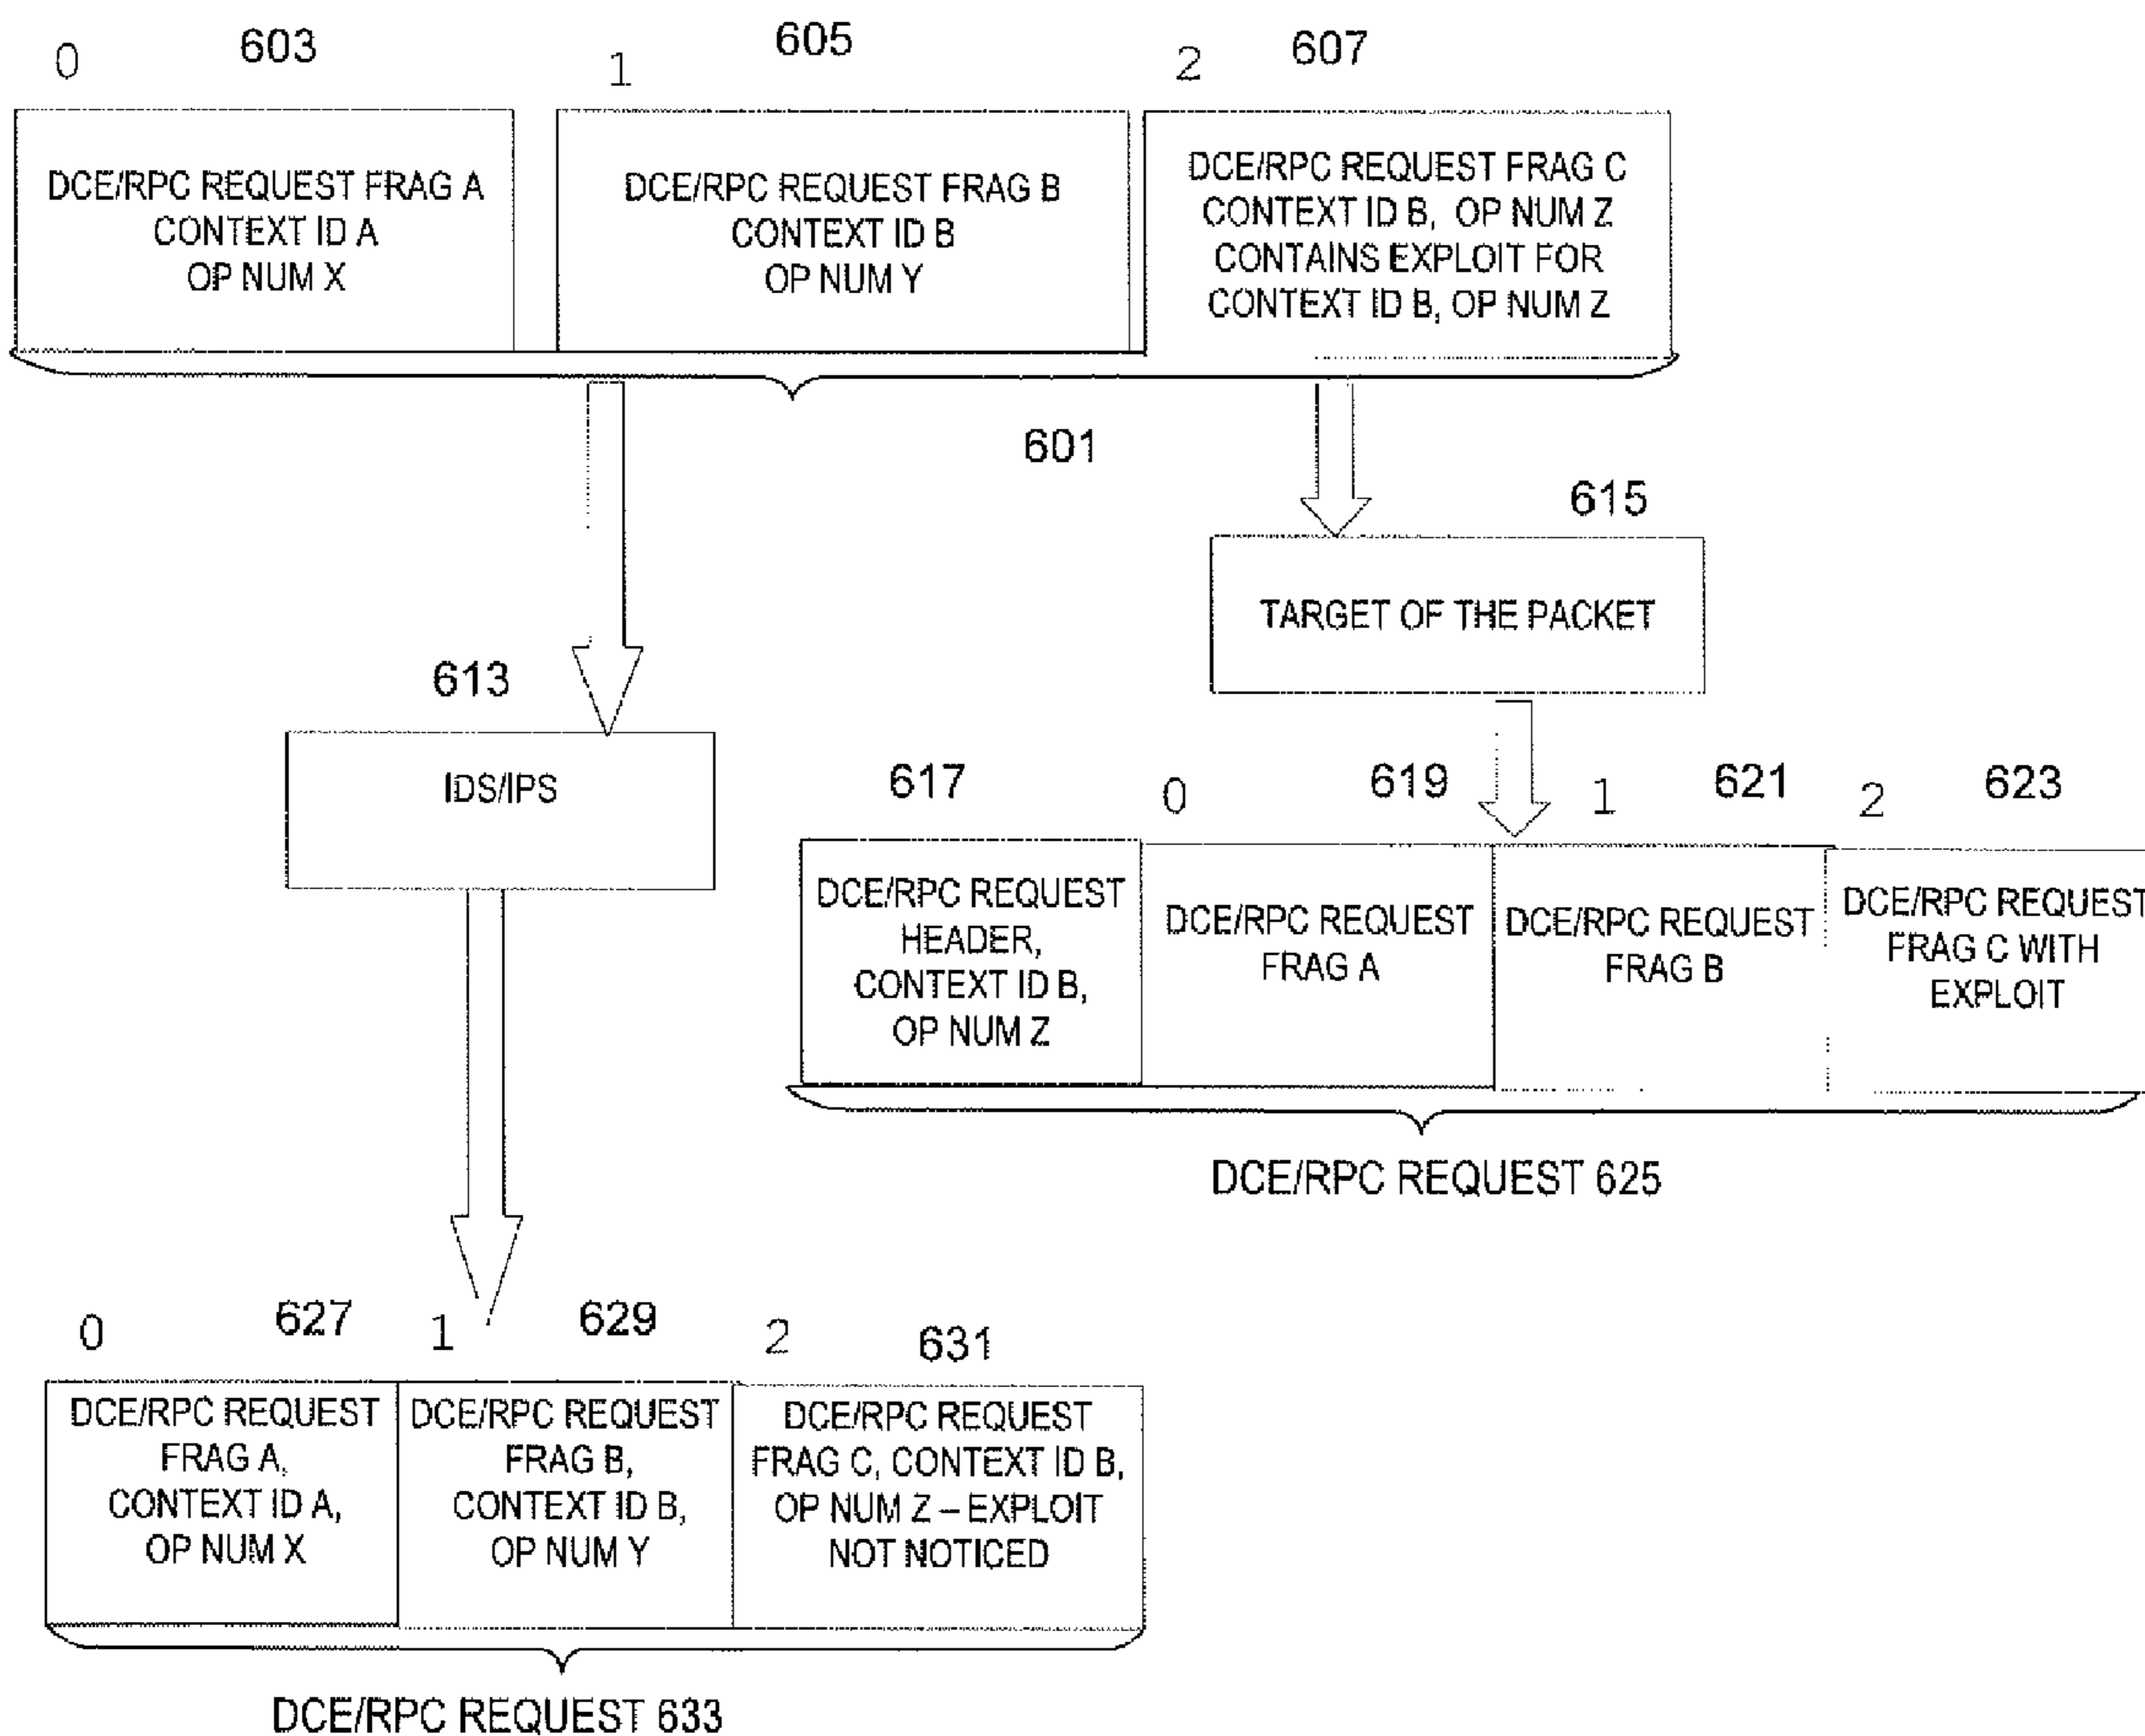 0 603 1 605 2 607
DCE/RPC REQUEST FRAG A
CONTEXT ID A
OP NUM X
DCE/RPC REQUEST FRAG B
CONTEXT ID B
OP NUM Y
DCE/RPC REQUEST FRAG C
CONTEXT ID B, OP NUM Z
CONTAINS EXPLOIT FOR
CONTEXT ID B, OP NUM Z
601
615
TARGET OF THE PACKET
613
IDS/IPS
617 0 619 1 621 2 623
DCE/RPC REQUEST
HEADER,
CONTEXT ID B,
OP NUM Z
DCE/RPC REQUEST
FRAG A
DCE/RPC REQUEST
FRAG B
DCE/RPC REQUEST
FRAG C WITH
EXPLOIT
DCE/RPC REQUEST 625
0 627 1 629 2 631
DCE/RPC REQUEST
FRAG A,
CONTEXT ID A,
OP NUM X
DCE/RPC REQUEST
FRAG B,
CONTEXT ID B,
OP NUM Y
DCE/RPC REQUEST
FRAG C, CONTEXT ID B,
OP NUM Z – EXPLOIT
NOT NOTICED
DCE/RPC REQUEST 633